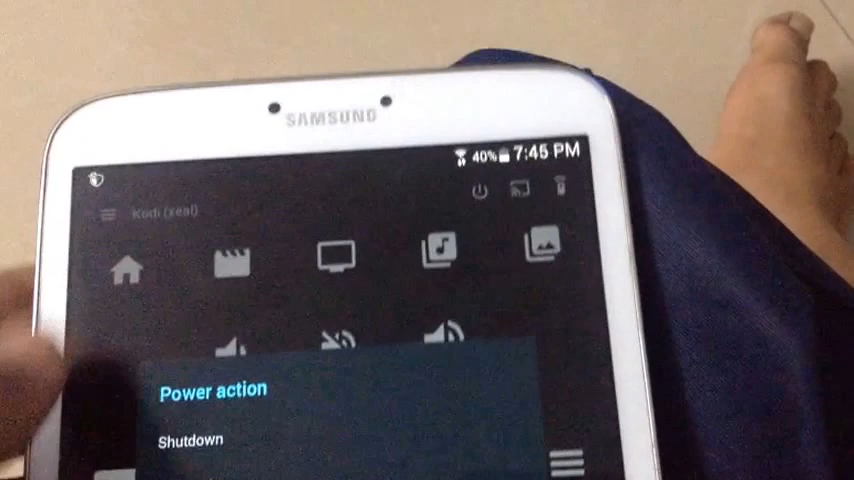 SAMSUNG
40% 7:45 PM
Kodi (xeal)
Power action
Shutdown